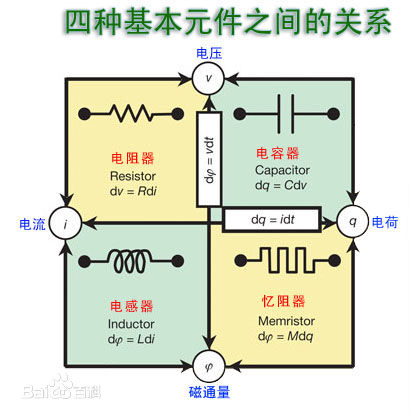 四种基本元件之间的关系
电压
v
电阻器
Resistor
dv = Rdi
dφ = vdt
电容器
Capacitor
dq = Cdv
电流
i
dq = idt
q
电荷
电感器
Inductor
dφ = Ldi
忆阻器
Memristor
dφ = Mdq
φ
磁通量
Bai百科